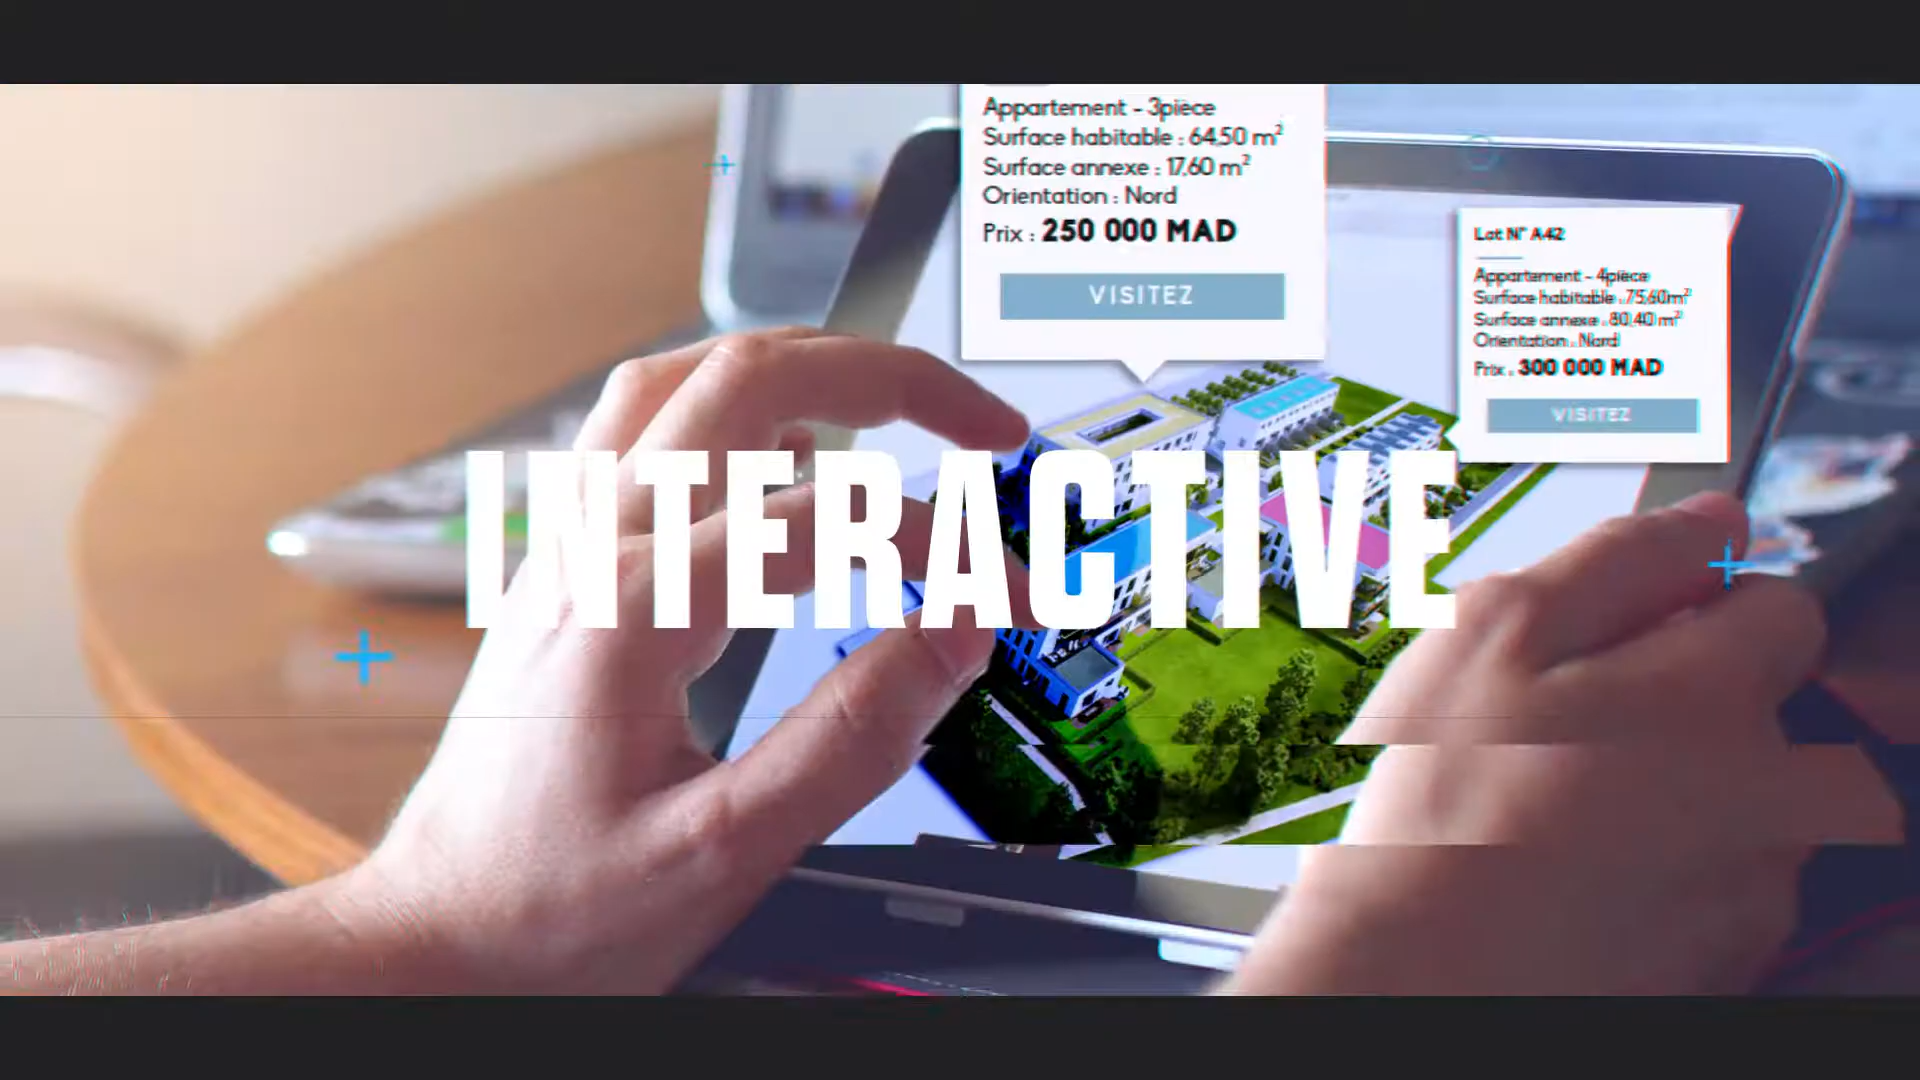 Appartement - 3pièce
Surface habitable : 64,50 m²
Surface annexe : 17,60 m²
Orientation : Nord
Prix : 250 000 MAD
VISITEZ
Lot N° A42
Appartement - 4pièce
Surface habitable : 75,60m²
Surface annexe : 80,40 m²
Orientation : Nord
Prix : 300 000 MAD
VISITEZ
INTERACTIVE